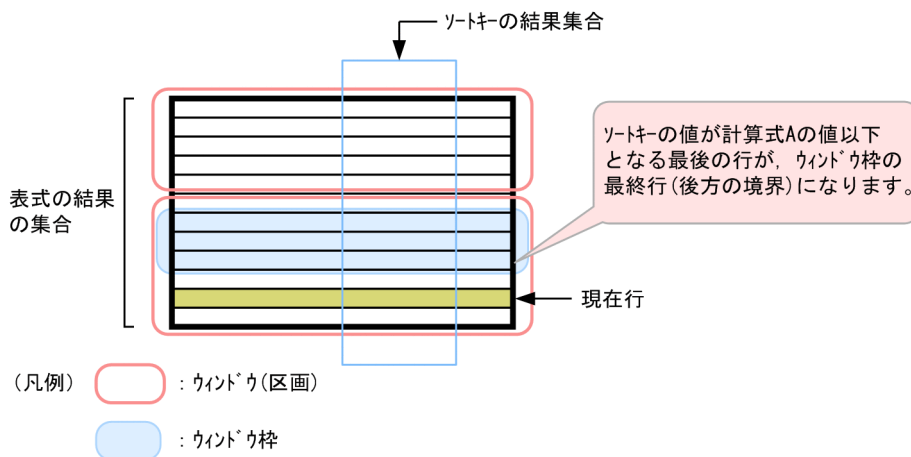 ｿｰﾄｷｰの結果集合
ｿｰﾄｷｰの値が計算式Aの値以下
となる最後の行が，ｳｨﾝﾄﾞｳ枠の
最終行(後方の境界)になります。
表式の結果
の集合
現在行
(凡例)
：ｳｨﾝﾄﾞｳ(区画)
：ｳｨﾝﾄﾞｳ枠